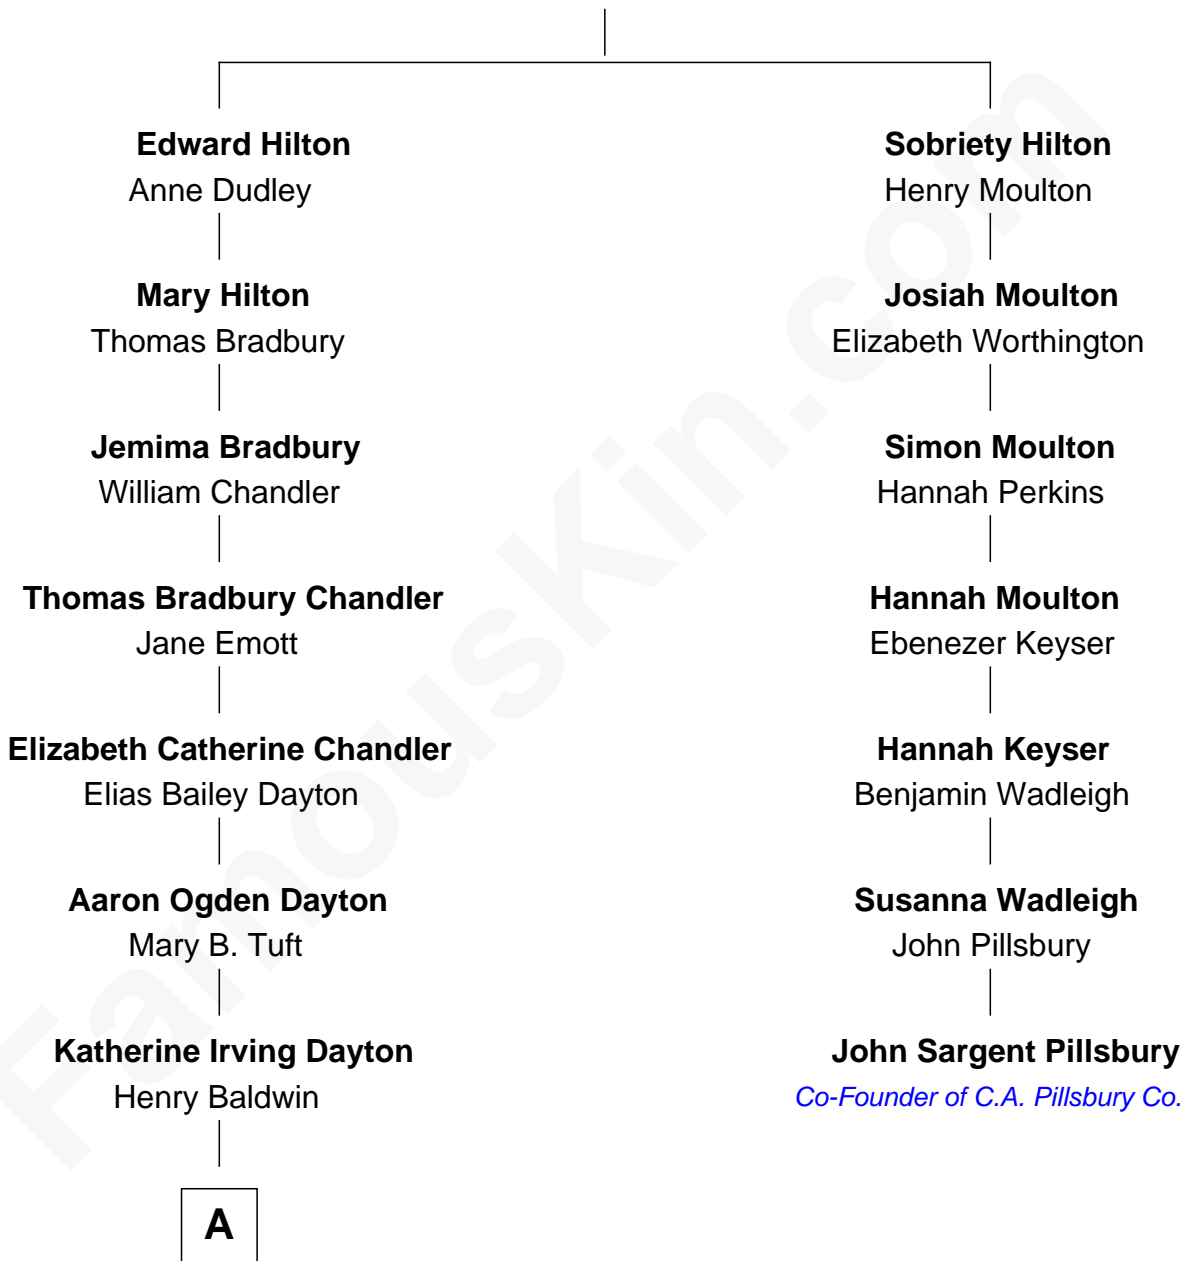 Edward Hilton
Anne Dudley
Mary Hilton
Thomas Bradbury
Jemima Bradbury
William Chandler
Thomas Bradbury Chandler
Jane Emott
Elizabeth Catherine Chandler
Elias Bailey Dayton
Aaron Ogden Dayton
Mary B. Tuft
Katherine Irving Dayton
Henry Baldwin
A
Sobriety Hilton
Henry Moulton
Josiah Moulton
Elizabeth Worthington
Simon Moulton
Hannah Perkins
Hannah Moulton
Ebenezer Keyser
Hannah Keyser
Benjamin Wadleigh
Susanna Wadleigh
John Pillsbury
John Sargent Pillsbury
Co-Founder of C.A. Pillsbury Co.
FamousKin.com